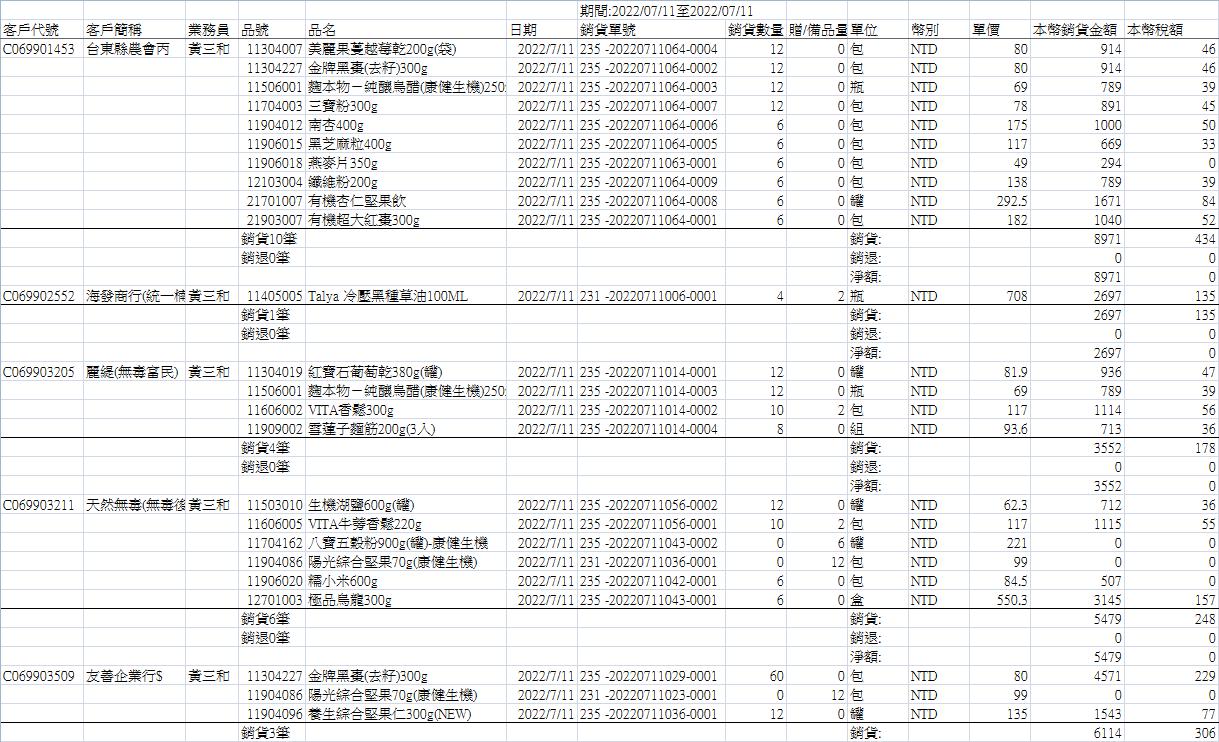 期間:2022/07/11至2022/07/11
客戶代號 客戶簡稱 業務員 品號 品名 日期 銷貨單號 銷貨數量 贈/備品量 單位 幣別 單價 本幣銷貨金額 本幣稅額
C069901453 台東縣農會丙 黃三和 11304007 美麗果蔓越莓乾200g(袋) 2022/7/11 235 -20220711064-0004 12 0 包 NTD 80 914 46
11304227 金牌黑棗(去籽)300g 2022/7/11 235 -20220711064-0002 12 0 包 NTD 80 914 46
11506001 麴本物－純釀烏醋(康健生機)250 2022/7/11 235 -20220711064-0003 12 0 瓶 NTD 69 789 39
11704003 三寶粉300g 2022/7/11 235 -20220711064-0007 12 0 包 NTD 78 891 45
11904012 南杏400g 2022/7/11 235 -20220711064-0006 6 0 包 NTD 175 1000 50
11906015 黑芝麻粒400g 2022/7/11 235 -20220711064-0005 6 0 包 NTD 117 669 33
11906018 燕麥片350g 2022/7/11 235 -20220711063-0001 6 0 包 NTD 49 294 0
12103004 纖維粉200g 2022/7/11 235 -20220711064-0009 6 0 包 NTD 138 789 39
21701007 有機杏仁堅果飲 2022/7/11 235 -20220711064-0008 6 0 罐 NTD 292.5 1671 84
21903007 有機超大紅棗300g 2022/7/11 235 -20220711064-0001 6 0 包 NTD 182 1040 52
銷貨10筆 銷貨: 8971 434
銷退0筆 銷退: 0 0
淨額: 8971 0
C069902552 海發商行(統一 黃三和 11405005 Talya 冷壓黑種草油100ML 2022/7/11 231 -20220711006-0001 4 2 瓶 NTD 708 2697 135
銷貨1筆 銷貨: 2697 135
銷退0筆 銷退: 0 0
淨額: 2697 0
C069903205 麗緹(無毒富民) 黃三和 11304019 紅寶石葡萄乾380g(罐) 2022/7/11 235 -20220711014-0001 12 0 罐 NTD 81.9 936 47
11506001 麴本物－純釀烏醋(康健生機)250 2022/7/11 235 -20220711014-0003 12 0 瓶 NTD 69 789 39
11606002 VITA香鬆300g 2022/7/11 235 -20220711014-0002 10 2 包 NTD 117 1114 56
11909002 雪蓮子麵筋200g(3入) 2022/7/11 235 -20220711014-0004 8 0 組 NTD 93.6 713 36
銷貨4筆 銷貨: 3552 178
銷退0筆 銷退: 0 0
淨額: 3552 0
C069903211 天然無毒(無毒後 黃三和 11503010 生機湖鹽600g(罐) 2022/7/11 235 -20220711056-0002 12 0 罐 NTD 62.3 712 36
11606005 VITA牛蒡香鬆220g 2022/7/11 235 -20220711056-0001 10 2 包 NTD 117 1115 55
11704162 八寶五穀粉900g(罐)-康健生機 2022/7/11 235 -20220711043-0002 0 6 罐 NTD 221 0 0
11904086 陽光綜合堅果70g(康健生機) 2022/7/11 231 -20220711036-0001 0 12 包 NTD 99 0 0
11906020 糯小米600g 2022/7/11 235 -20220711042-0001 6 0 包 NTD 84.5 507 0
12701003 極品烏龍300g 2022/7/11 235 -20220711043-0001 6 0 盒 NTD 550.3 3145 157
銷貨6筆 銷貨: 5479 248
銷退0筆 銷退: 0 0
淨額: 5479 0
C069903509 友善企業行$ 黃三和 11304227 金牌黑棗(去籽)300g 2022/7/11 235 -20220711029-0001 60 0 包 NTD 80 4571 229
11904086 陽光綜合堅果70g(康健生機) 2022/7/11 231 -20220711023-0001 0 12 包 NTD 99 0 0
11904096 養生綜合堅果仁300g(NEW) 2022/7/11 235 -20220711036-0001 12 0 罐 NTD 135 1543 77
銷貨3筆 銷貨: 6114 306